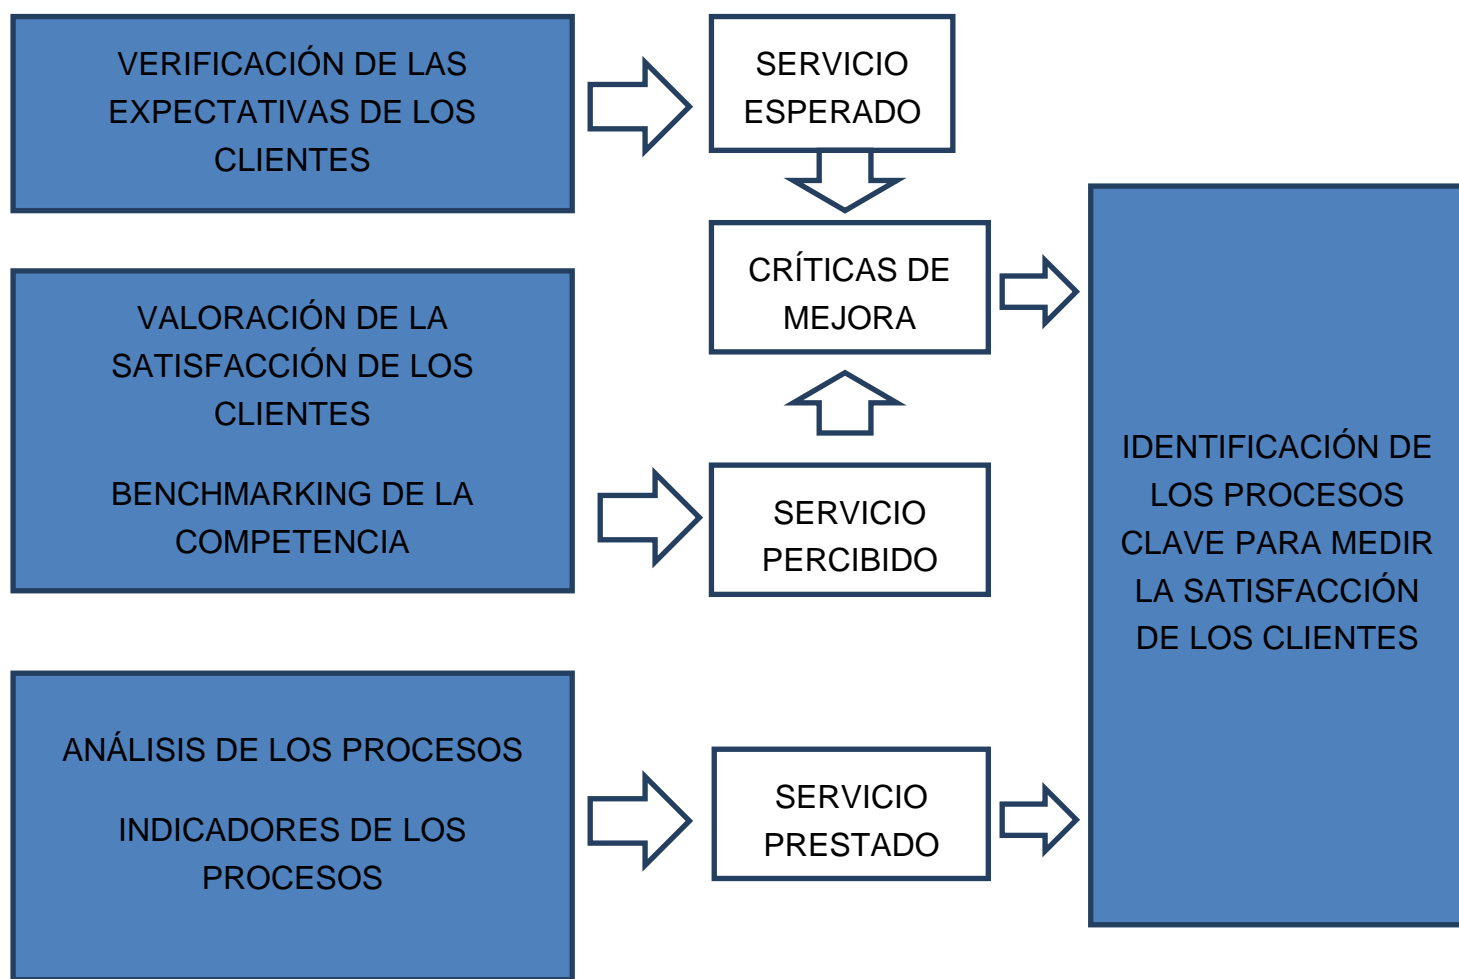 VERIFICACIÓN DE LAS
EXPECTATIVAS DE LOS
CLIENTES
SERVICIO
ESPERADO
VALORACIÓN DE LA
SATISFACCIÓN DE LOS
CLIENTES
BENCHMARKING DE LA
COMPETENCIA
CRÍTICAS DE
MEJORA
SERVICIO
PERCIBIDO
ANÁLISIS DE LOS PROCESOS
INDICADORES DE LOS
PROCESOS
SERVICIO
PRESTADO
IDENTIFICACIÓN DE
LOS PROCESOS
CLAVE PARA MEDIR
LA SATISFACCIÓN
DE LOS CLIENTES